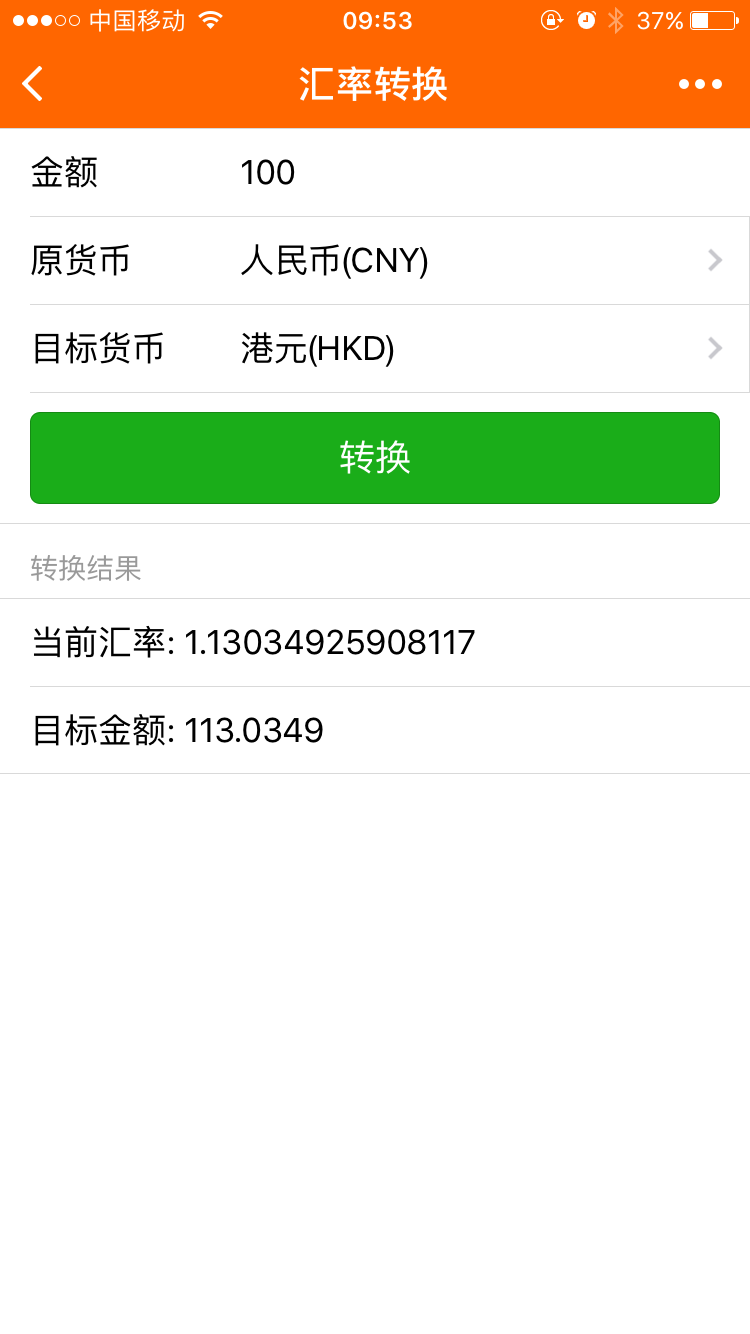 中国移动 09:53 37%
汇率转换
金额 100
原货币 人民币(CNY)
目标货币 港元(HKD)
转换
转换结果
当前汇率: 1.13034925908117
目标金额: 113.0349